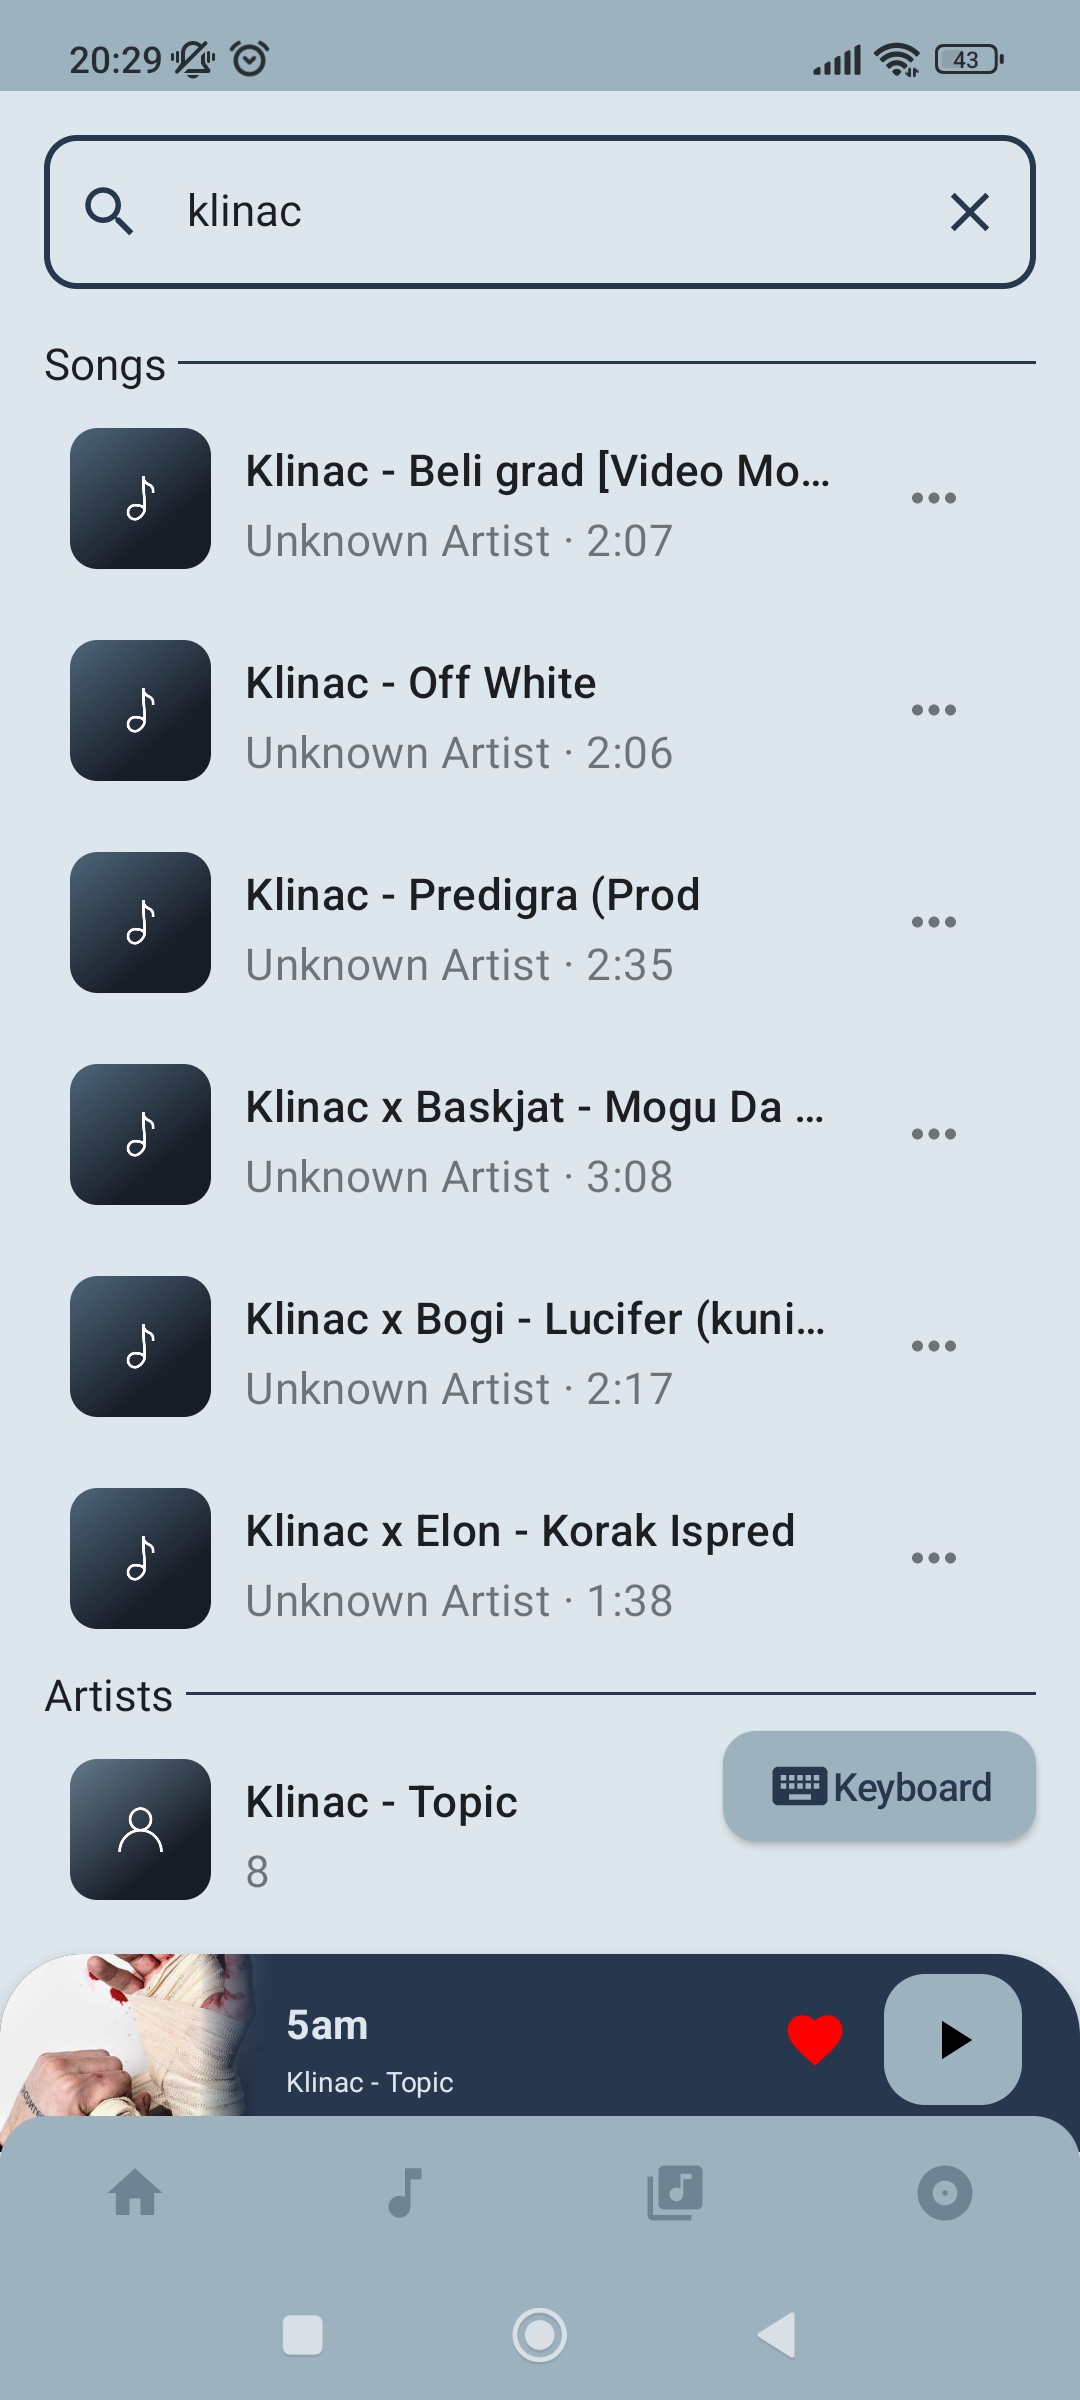 20:29
43
klinac
Songs
Klinac - Beli grad [Video Mo...
Unknown Artist · 2:07
Klinac - Off White
Unknown Artist · 2:06
Klinac - Predigra (Prod
Unknown Artist · 2:35
Klinac x Baskjat - Mogu Da ...
Unknown Artist · 3:08
Klinac x Bogi - Lucifer (kuni...
Unknown Artist · 2:17
Klinac x Elon - Korak Ispred
Unknown Artist · 1:38
Artists
Klinac - Topic
8
Keyboard
5am
Klinac - Topic